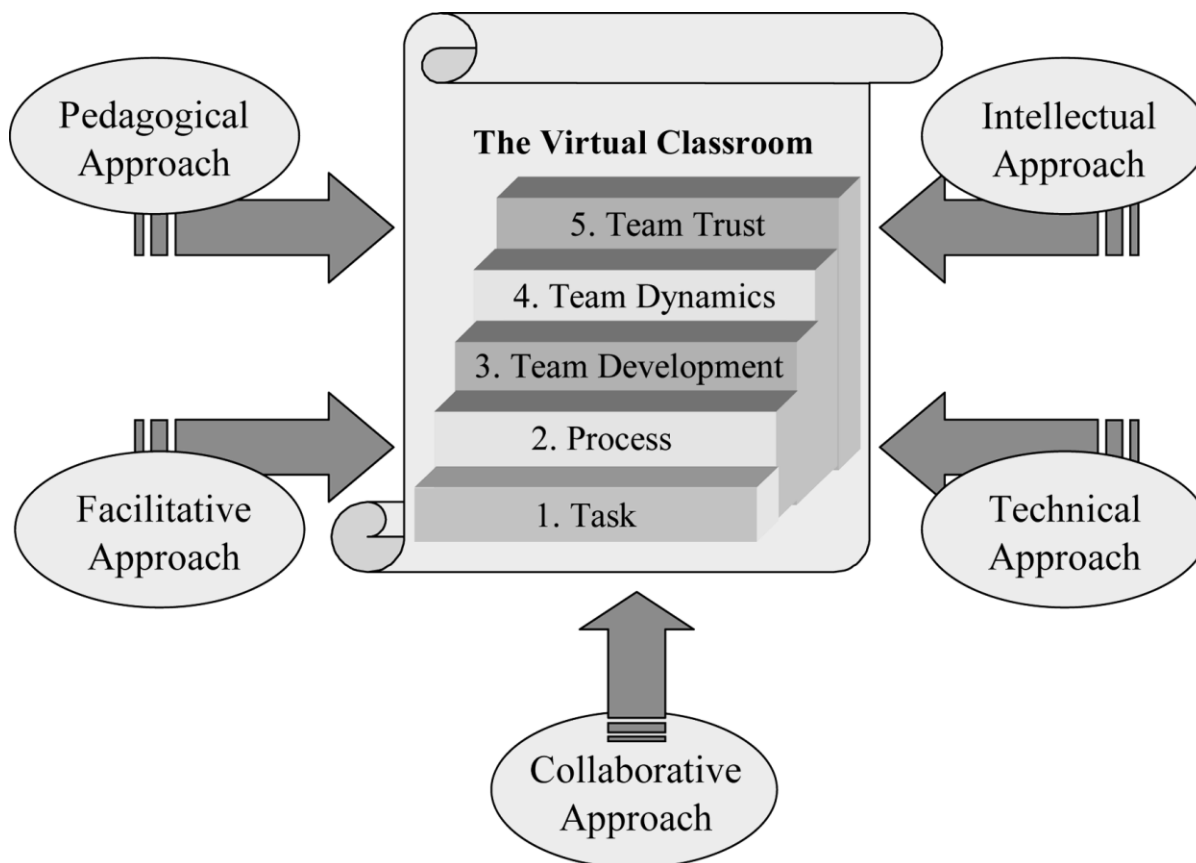 Pedagogical
Approach
Intellectual
Approach
The Virtual Classroom
5. Team Trust
4. Team Dynamics
3. Team Development
2. Process
1. Task
Facilitative
Approach
Technical
Approach
Collaborative
Approach